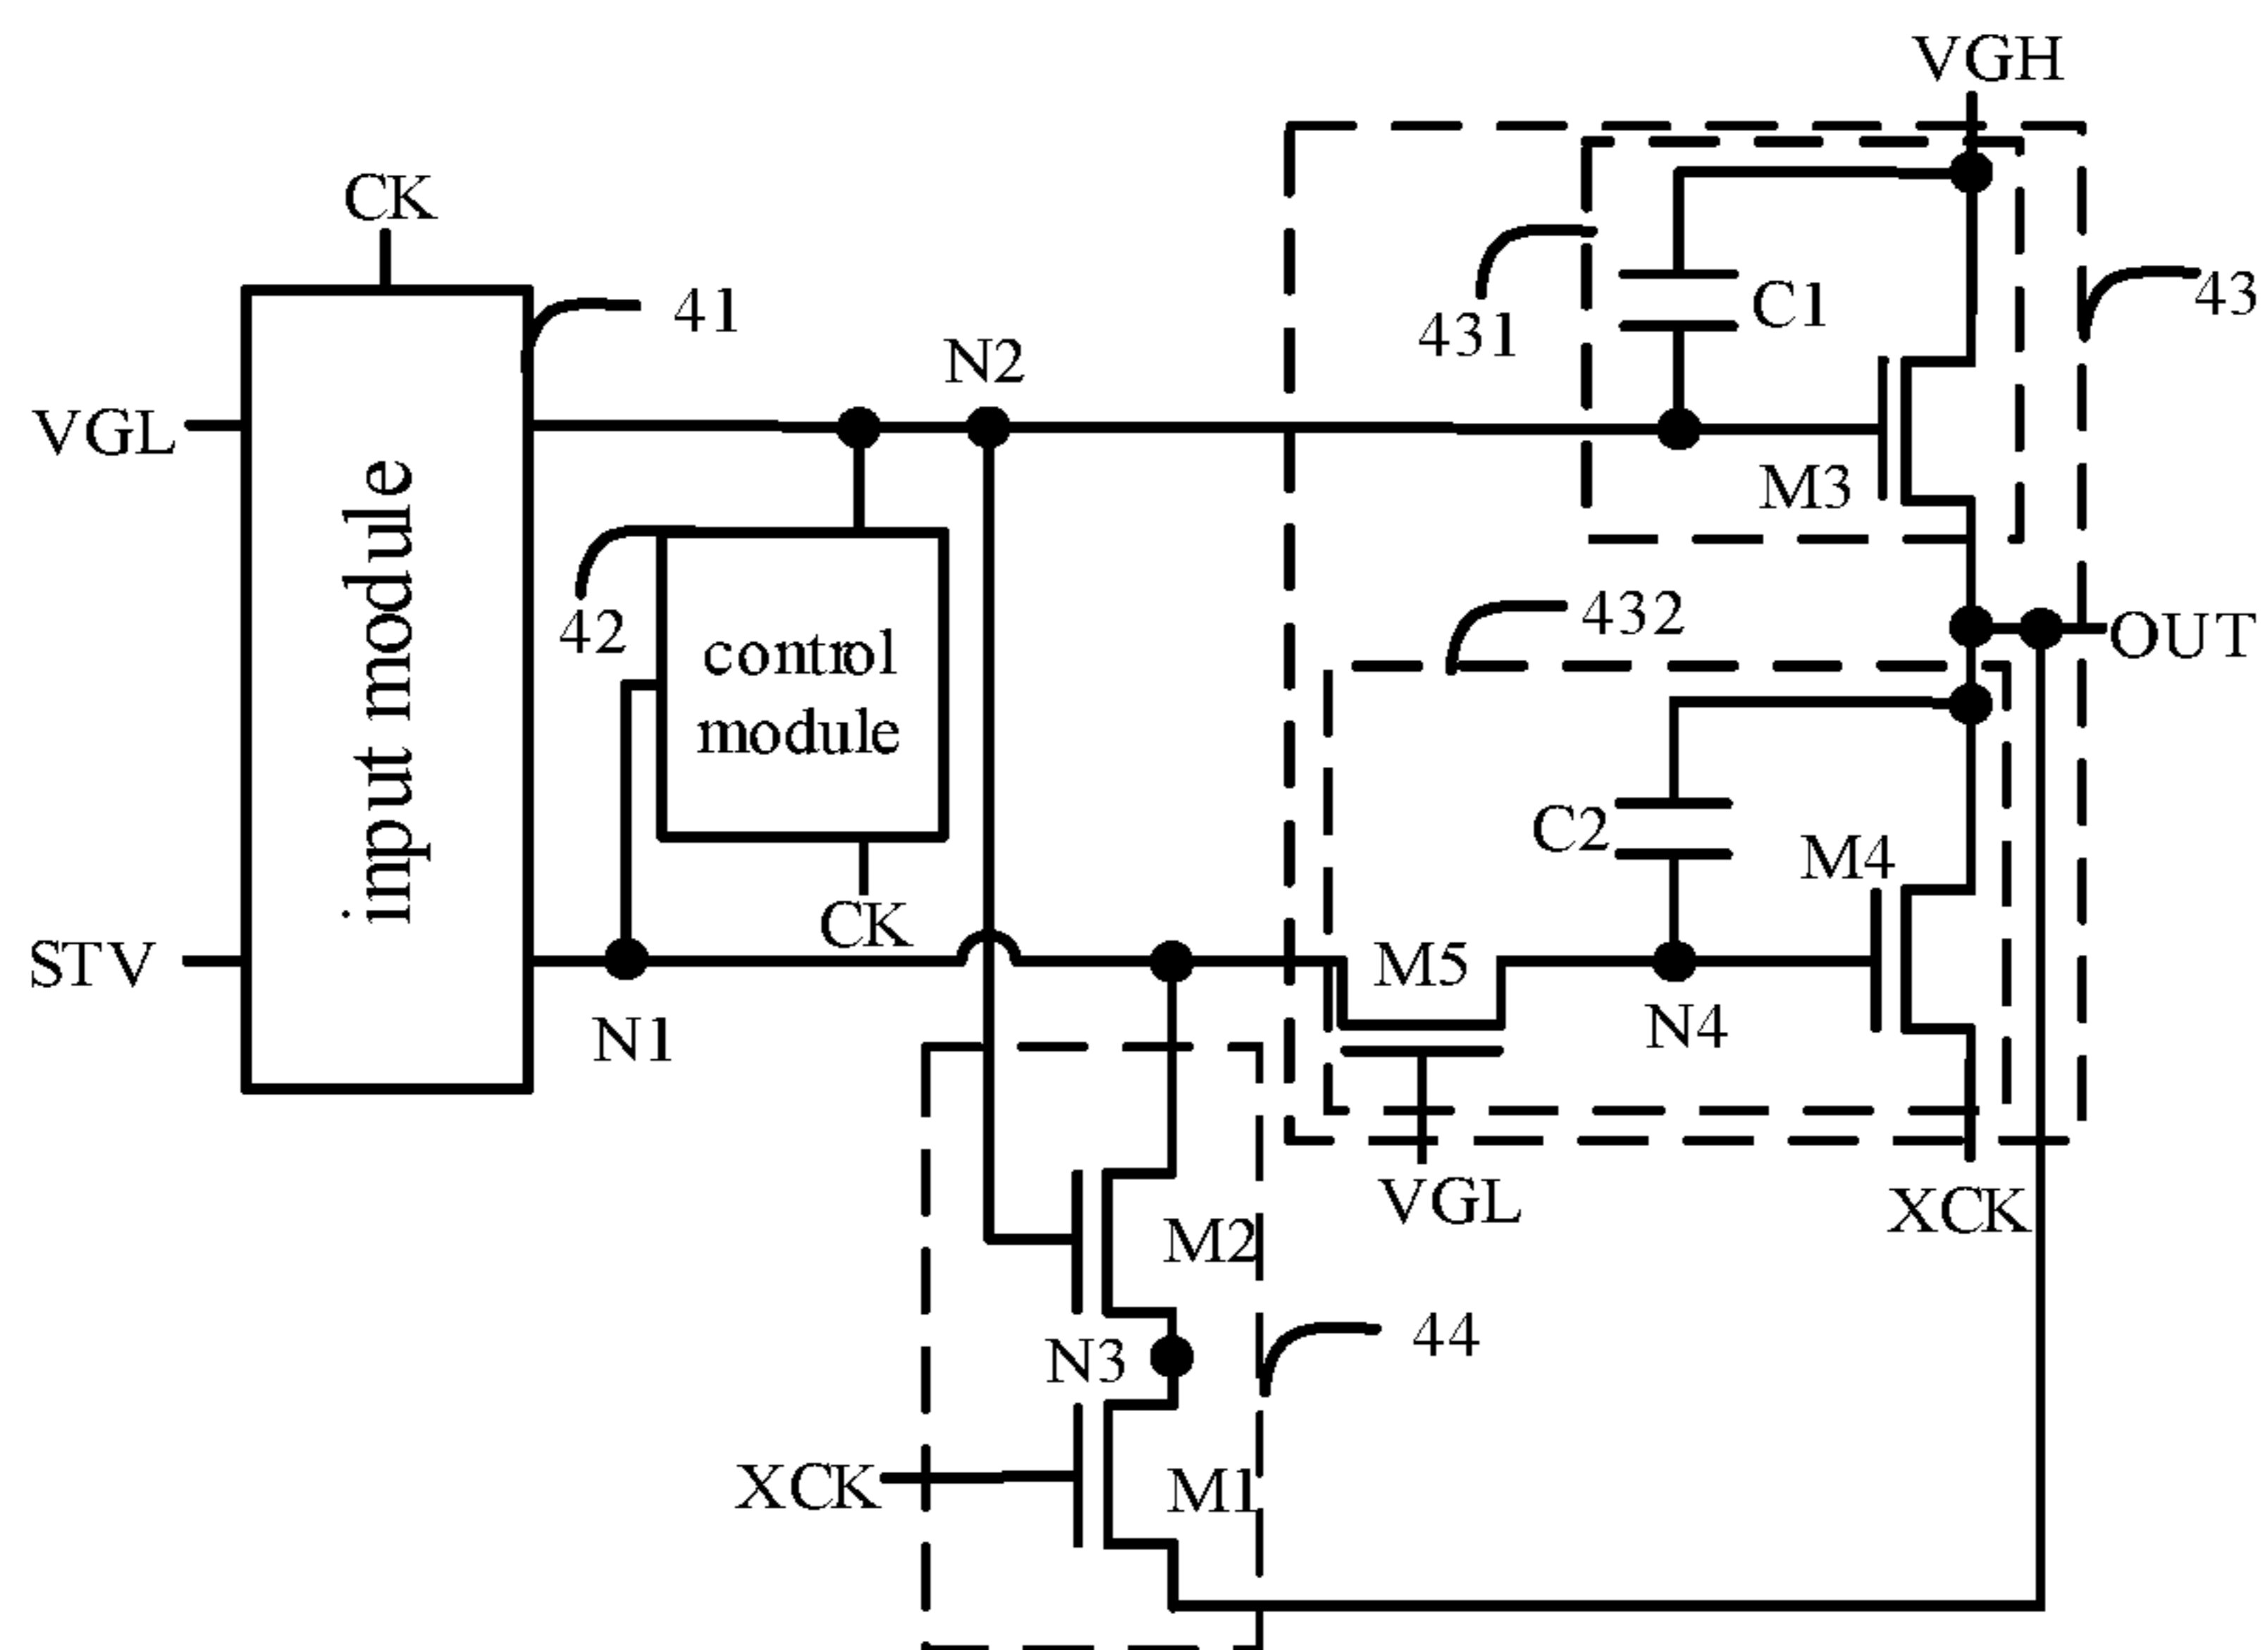 VGH
CK
41
43
C1
431
N2
VGL
M3
input module
42
432
OUT
control
module
C2
M4
CK
STV
M5
N1
N4
VGL
XCK
M2
44
N3
XCK
M1